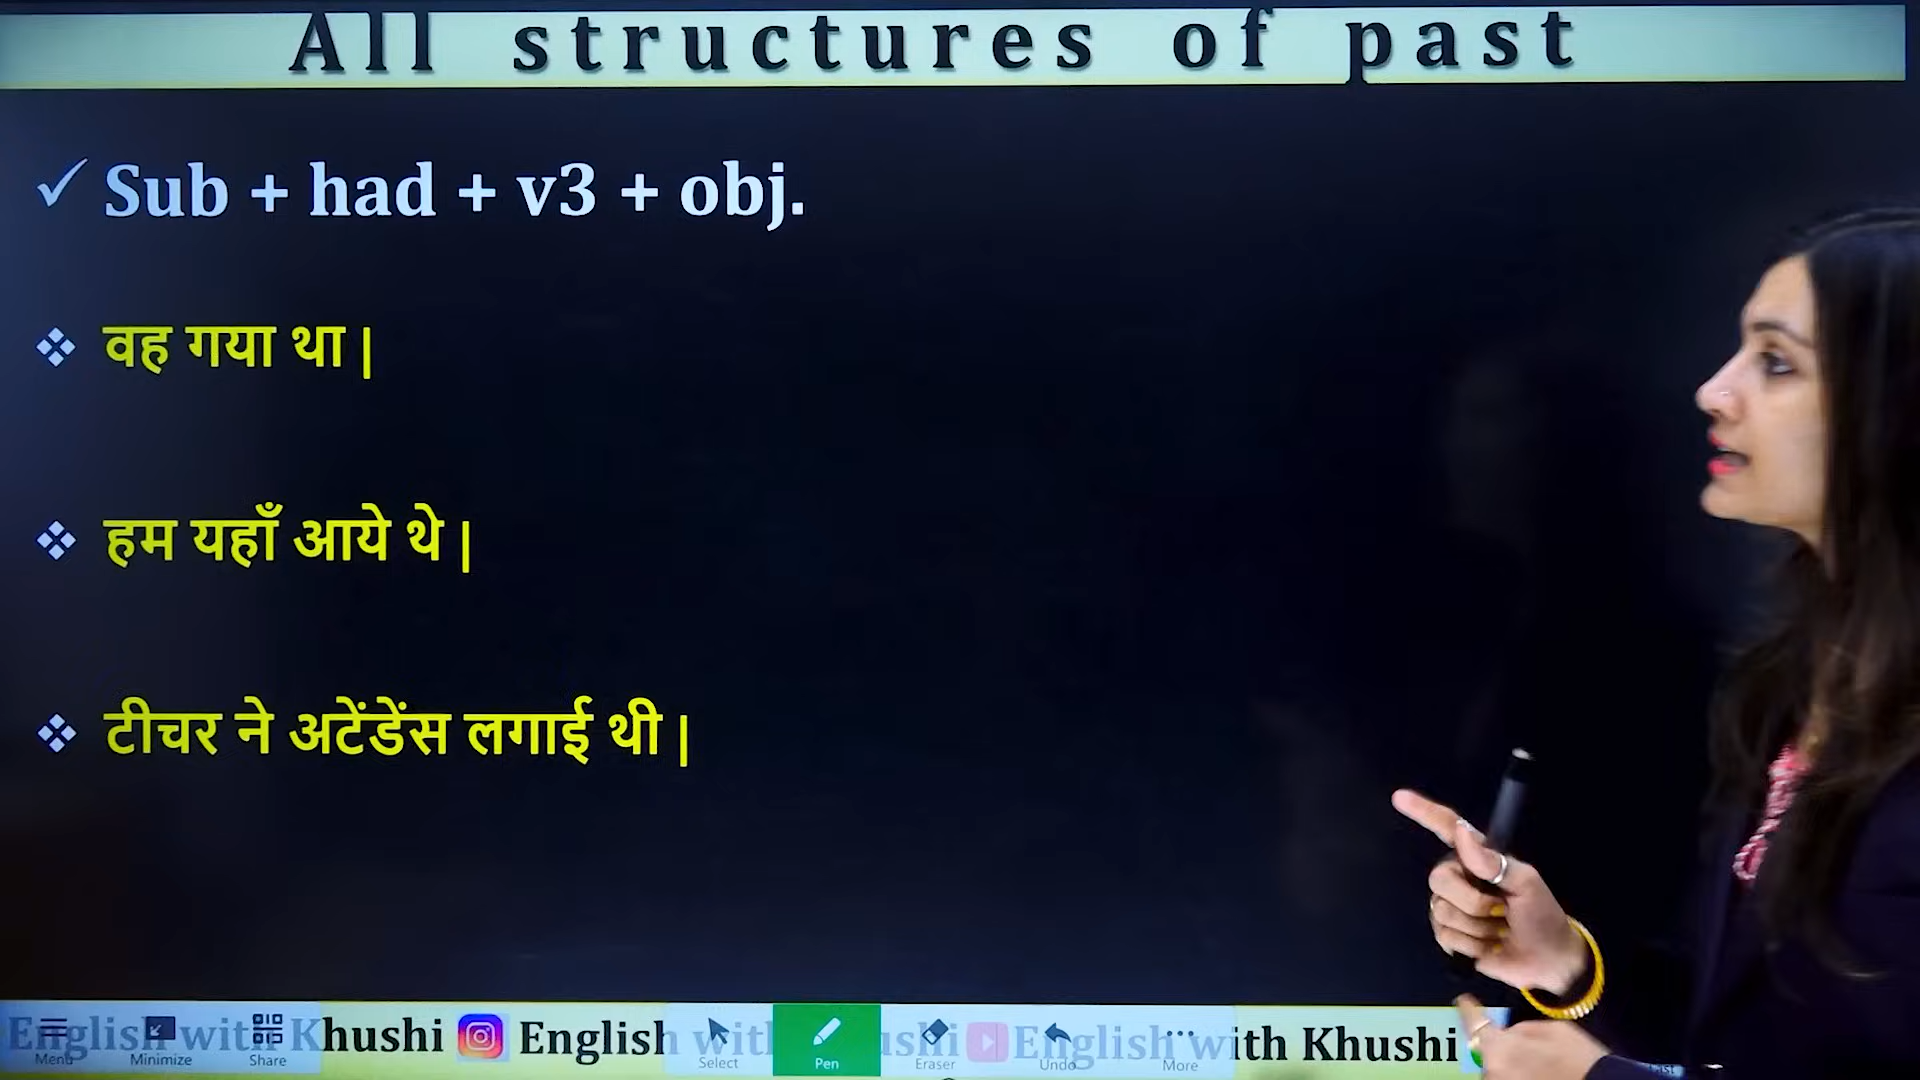 All structures of past
✓ Sub + had + v3 + obj.
❖ वह गया था |
❖ हम यहाँ आये थे |
❖ टीचर ने अटेंडेंस लगाई थी |
English with Khushi English with Khushi English with Khushi
Menu Minimize Share Select Pen Eraser Undo More